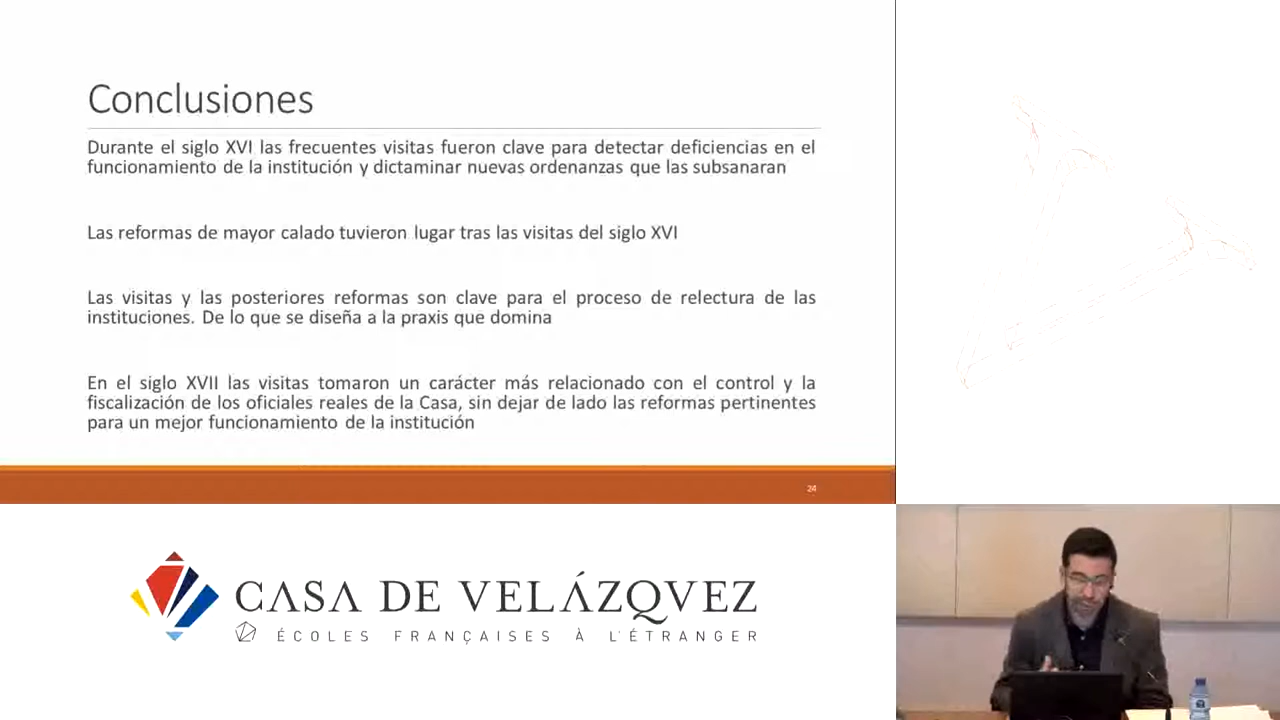 Conclusiones
Durante el siglo XVI las frecuentes visitas fueron clave para detectar deficiencias en el
funcionamiento de la institución y dictaminar nuevas ordenanzas que las subsanaran
Las reformas de mayor calado tuvieron lugar tras las visitas del siglo XVI
Las visitas y las posteriores reformas son clave para el proceso de relectura de las
instituciones. De lo que se diseña a la praxis que domina
En el siglo XVII las visitas tomaron un carácter más relacionado con el control y la
fiscalización de los oficiales reales de la Casa, sin dejar de lado las reformas pertinentes
para un mejor funcionamiento de la institución
24
CASA DE VELÁZQVEZ
ÉCOLES FRANÇAISES À L'ÉTRANGER